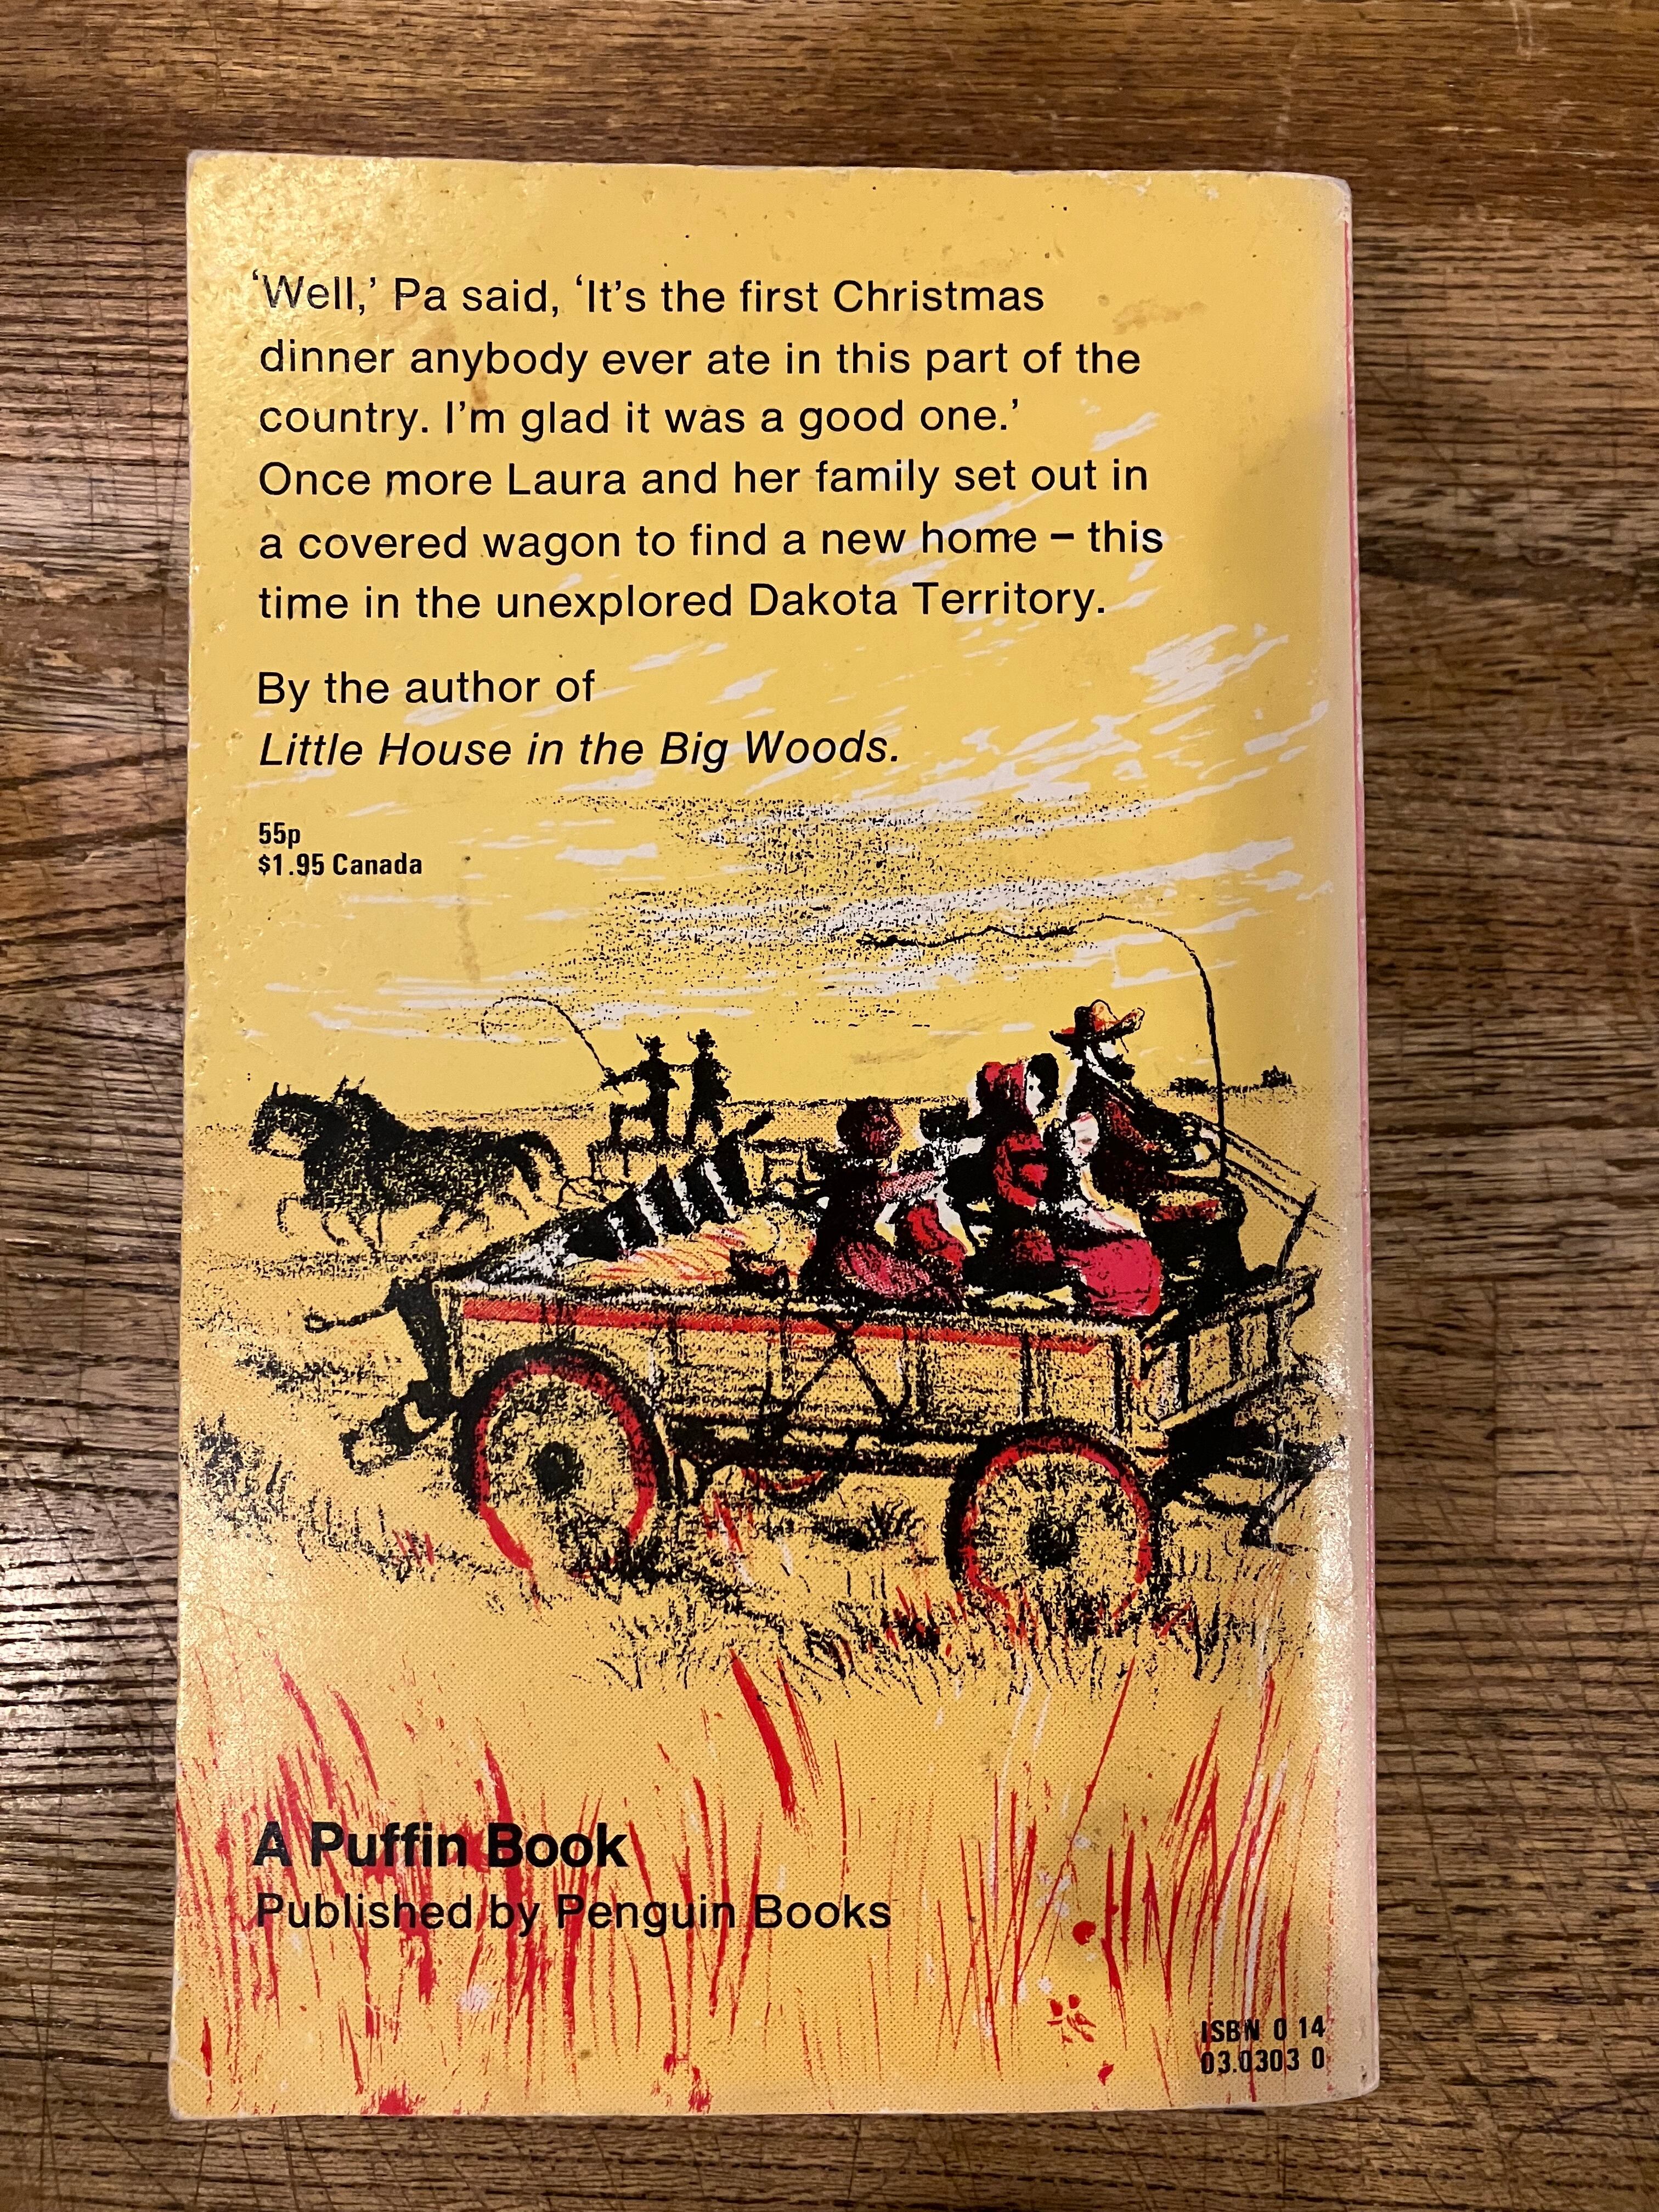 ‘Well,’ Pa said, ‘It’s the first Christmas
dinner anybody ever ate in this part of the
country. I’m glad it was a good one.’
Once more Laura and her family set out in
a covered wagon to find a new home – this
time in the unexplored Dakota Territory.
By the author of
Little House in the Big Woods.
55p
$1.95 Canada
A Puffin Book
Published by Penguin Books
ISBN 0 14
03.0303 0